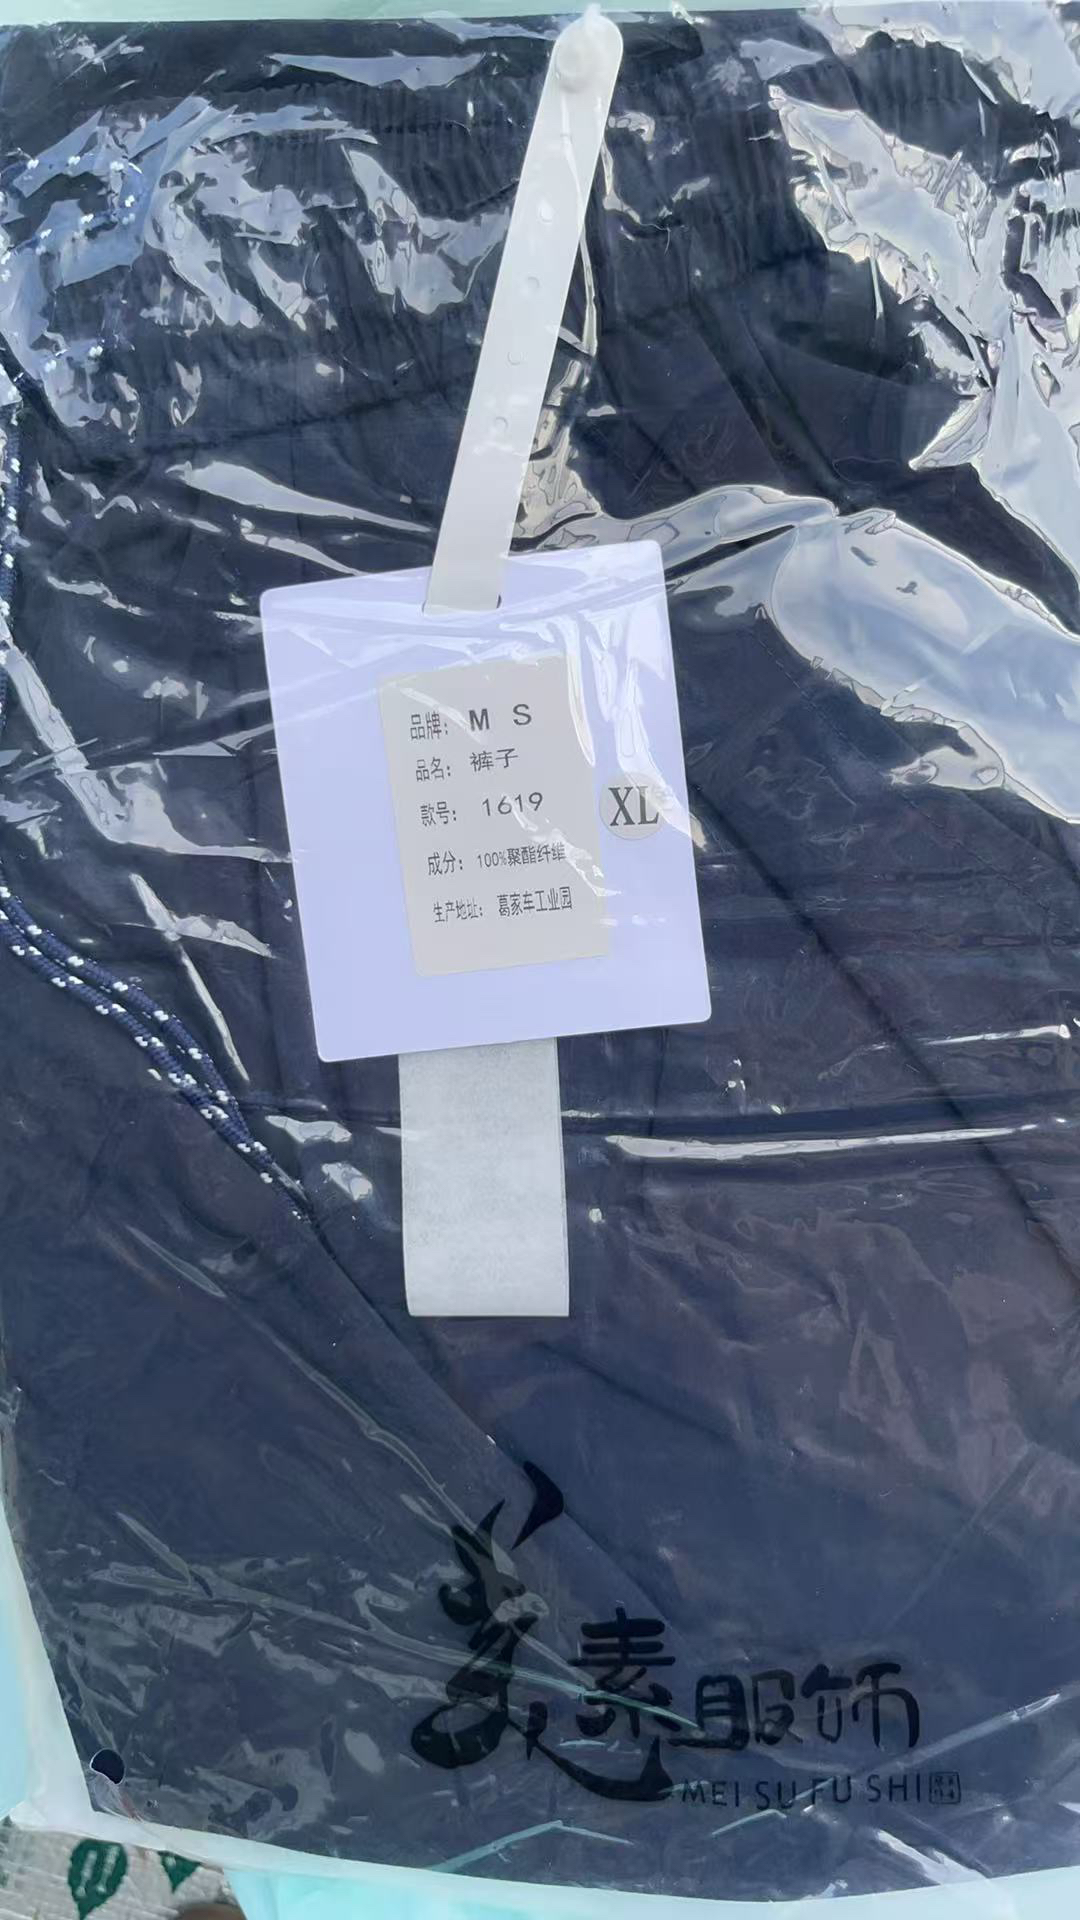 品牌: M S
品名: 裤子
款号: 1619
XL
成分: 100%聚酯纤维
生产地址: 葛家车工业园
美素服饰
MEI SU FU SHI